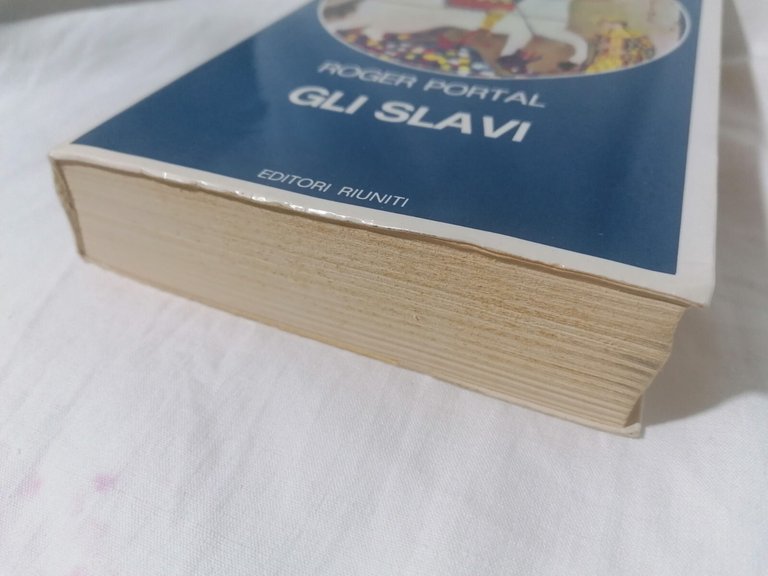 ROGER PORTAL
GLI SLAVI
EDITORI RIUNITI